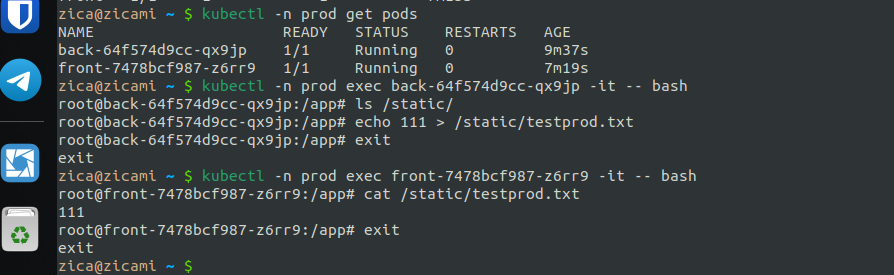 zica@zicami ~ $ kubectl -n prod get pods
NAME                     READY   STATUS    RESTARTS   AGE
back-64f574d9cc-qx9jp    1/1     Running   0          9m37s
front-7478bcf987-z6rr9   1/1     Running   0          7m19s
zica@zicami ~ $ kubectl -n prod exec back-64f574d9cc-qx9jp -it -- bash
root@back-64f574d9cc-qx9jp:/app# ls /static/
root@back-64f574d9cc-qx9jp:/app# echo 111 > /static/testprod.txt
root@back-64f574d9cc-qx9jp:/app# exit
exit
zica@zicami ~ $ kubectl -n prod exec front-7478bcf987-z6rr9 -it -- bash
root@front-7478bcf987-z6rr9:/app# cat /static/testprod.txt
111
root@front-7478bcf987-z6rr9:/app# exit
exit
zica@zicami ~ $